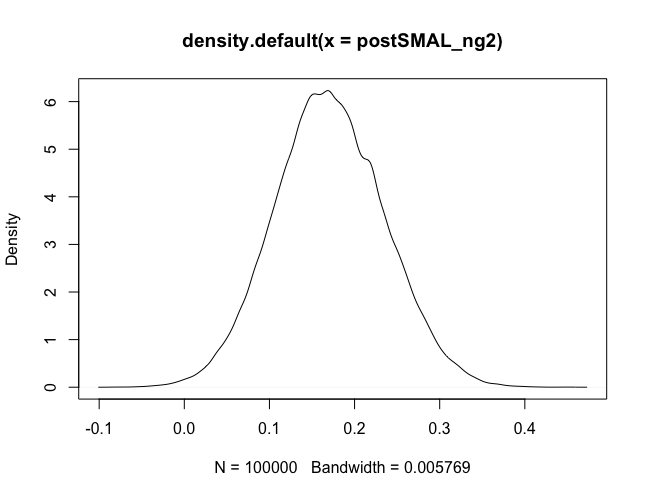 density.default(x = postSMAL_ng2)
Density
6
5
4
3
2
1
0
-0.1 0.0 0.1 0.2 0.3 0.4
N = 100000 Bandwidth = 0.005769